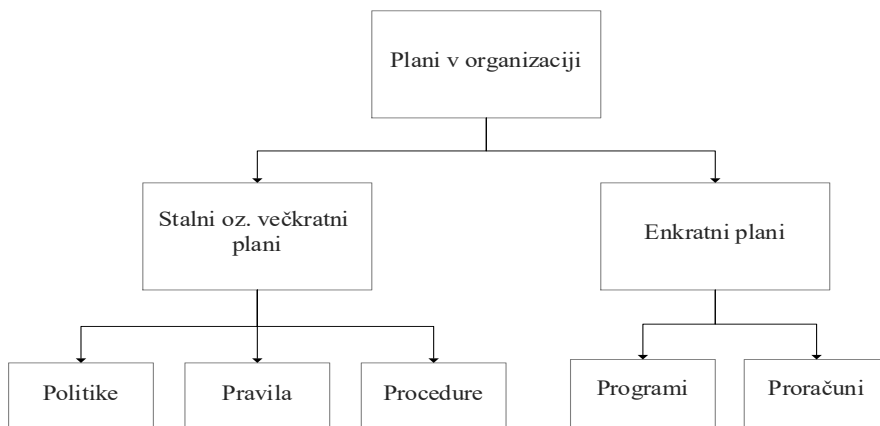 Plani v organizaciji
Stalni oz. večkratni
plani
Enkratni plani
Politike
Pravila
Procedure
Programi
Proračuni